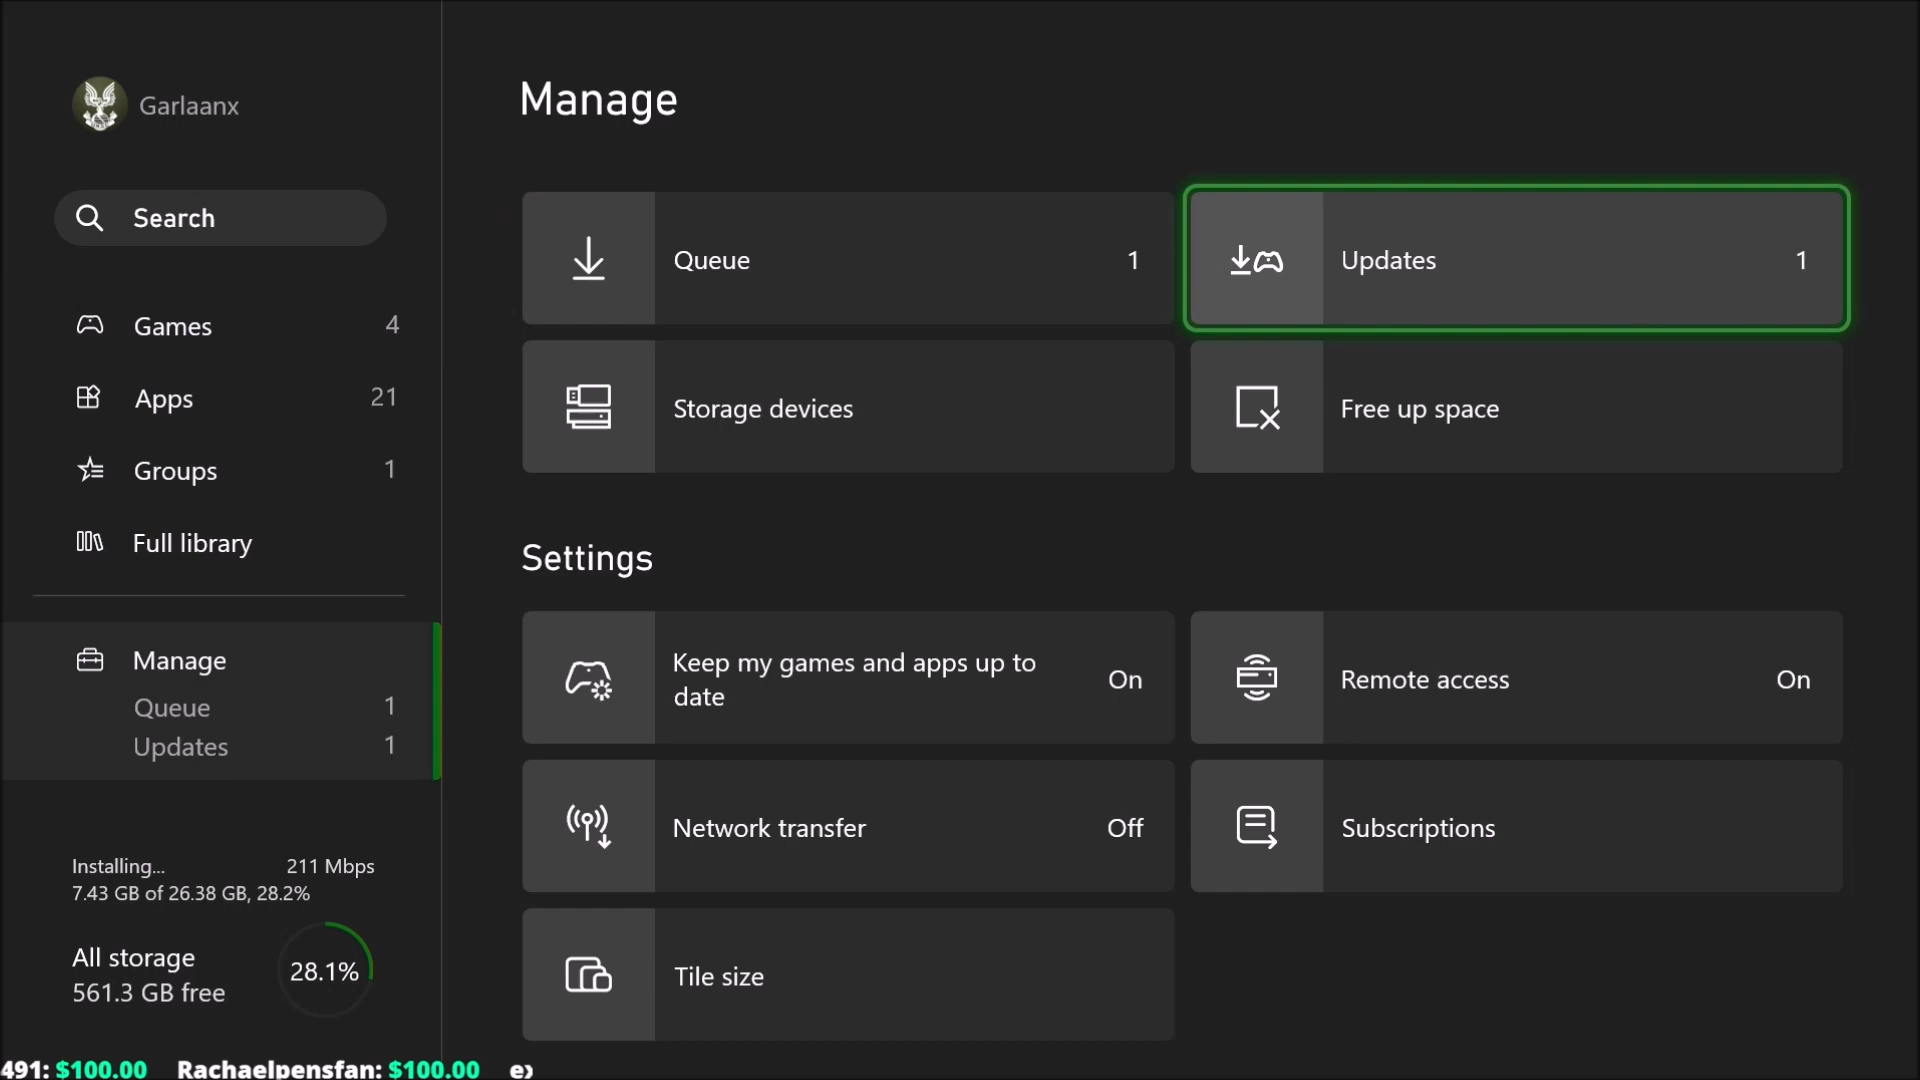 Garlaanx
Search
Games 4
Apps 21
Groups 1
Full library
Manage
Queue 1
Updates 1
Installing... 211 Mbps
7.43 GB of 26.38 GB, 28.2%
All storage
561.3 GB free
28.1%
Manage
Queue 1
Updates 1
Storage devices
Free up space
Settings
Keep my games and apps up to
date
On
Remote access On
Network transfer Off
Subscriptions
Tile size
491: $100.00 Rachaelpensfan: $100.00